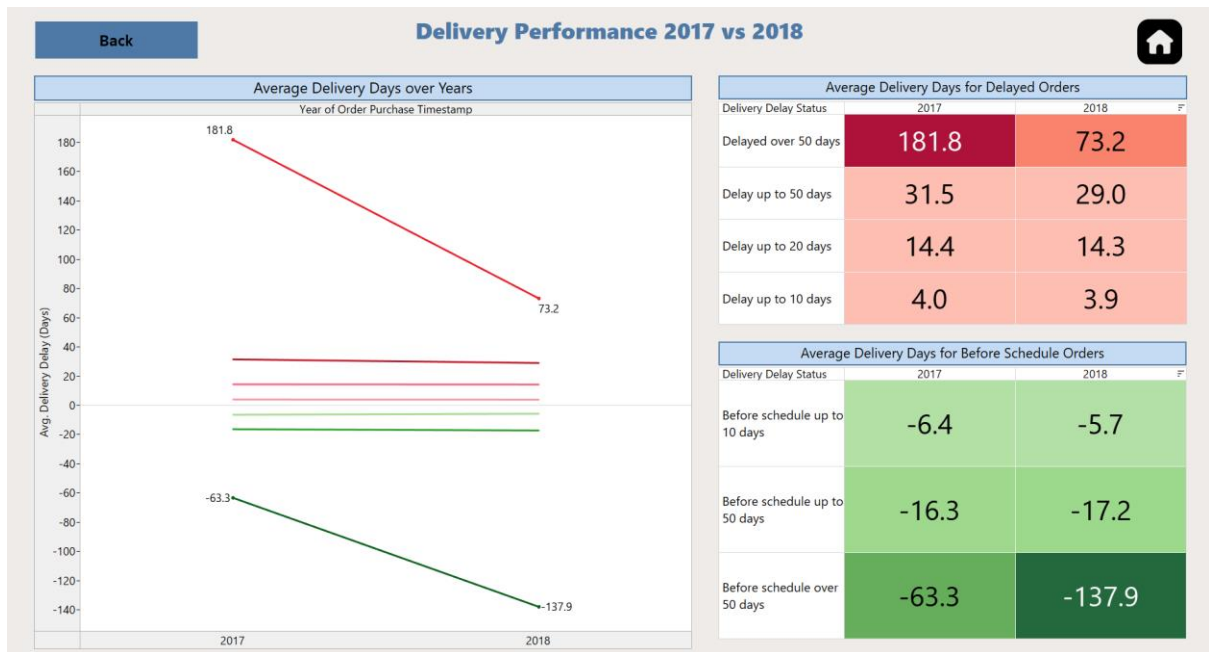 Back
Delivery Performance 2017 vs 2018
Average Delivery Days over Years
Year of Order Purchase Timestamp
Avg. Delivery Delay (Days)
180
160
140
120
100
80
60
40
20
0
-20
-40
-60
-80
-100
-120
-140
181.8
73.2
-63.3
-137.9
2017 2018
Average Delivery Days for Delayed Orders
Delivery Delay Status 2017 2018
Delayed over 50 days 181.8 73.2
Delay up to 50 days 31.5 29.0
Delay up to 20 days 14.4 14.3
Delay up to 10 days 4.0 3.9
Average Delivery Days for Before Schedule Orders
Delivery Delay Status 2017 2018
Before schedule up to
10 days -6.4 -5.7
Before schedule up to
50 days -16.3 -17.2
Before schedule over
50 days -63.3 -137.9